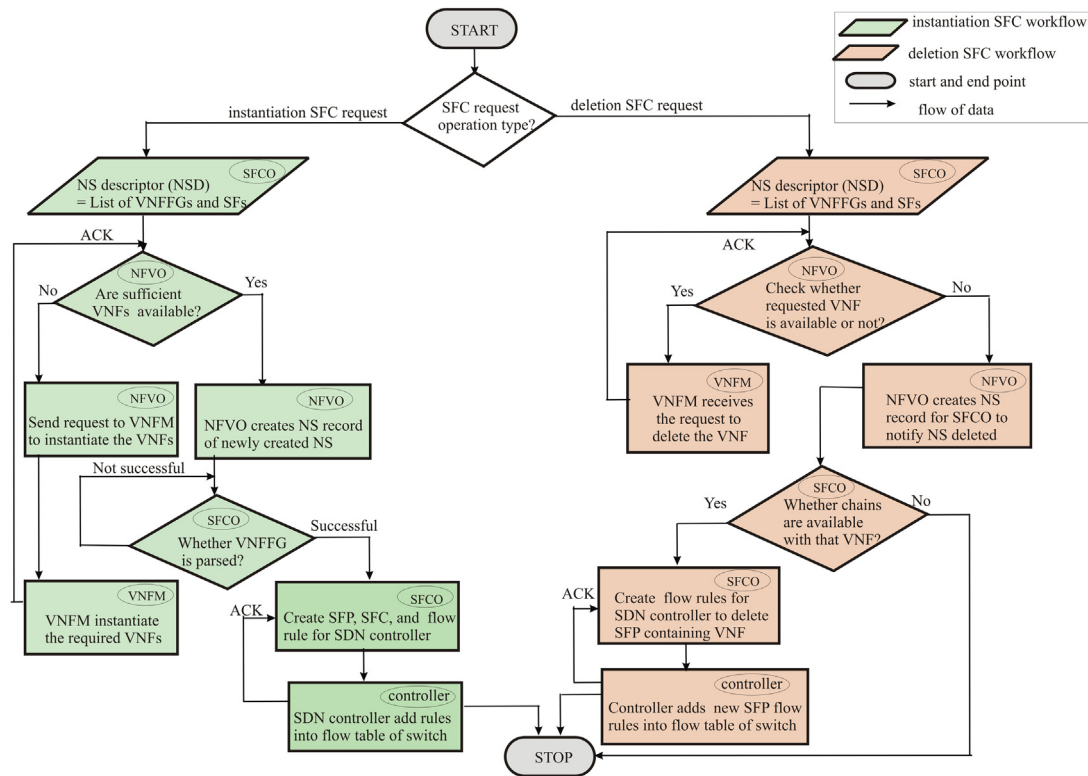 START
instantiation SFC workflow
deletion SFC workflow
start and end point
flow of data
instantiation SFC request
SFC request
operation type?
deletion SFC request
SFCO
NS descriptor (NSD)
= List of VNFFGs and SFs
SFCO
NS descriptor (NSD)
= List of VNFFGs and SFs
ACK
NFVO
Are sufficient
VNFs available?
No
Yes
ACK
NFVO
Check whether
requested VNF
is available or not?
Yes
No
NFVO
Send request to VNFM
to instantiate the VNFs
NFVO
NFVO creates NS record
of newly created NS
VNFM
VNFM receives
the request to
delete the VNF
NFVO
NFVO creates NS
record for SFCO to
notify NS deleted
Not successful
SFCO
Whether VNFFG
is parsed?
Successful
Yes
SFCO
Whether chains
are available
with that VNF?
No
VNFM
VNFM instantiate
the required VNFs
ACK
SFCO
Create SFP, SFC, and flow
rule for SDN controller
ACK
SFCO
Create flow rules for
SDN controller to delete
SFP containing VNF
controller
SDN controller add rules
into flow table of switch
controller
Controller adds new SFP flow
rules into flow table of switch
STOP